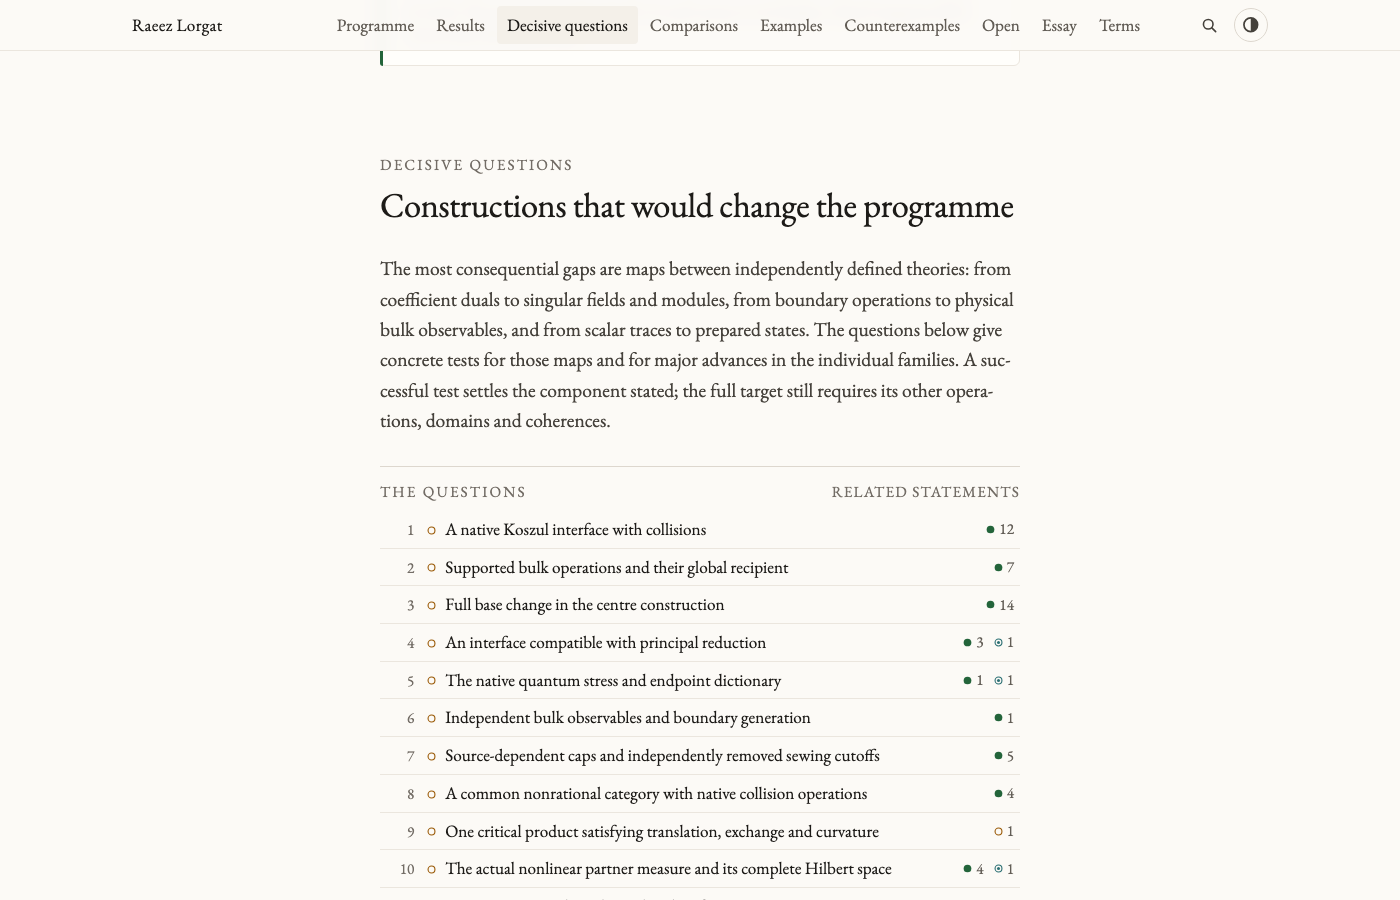 Raeez Lorgat
Programme Results Decisive questions Comparisons Examples Counterexamples Open Essay Terms
DECISIVE QUESTIONS
Constructions that would change the programme
The most consequential gaps are maps between independently defined theories: from
coefficient duals to singular fields and modules, from boundary operations to physical
bulk observables, and from scalar traces to prepared states. The questions below give
concrete tests for those maps and for major advances in the individual families. A suc-
cessful test settles the component stated; the full target still requires its other opera-
tions, domains and coherences.
THE QUESTIONS RELATED STATEMENTS
1 A native Koszul interface with collisions 12
2 Supported bulk operations and their global recipient 7
3 Full base change in the centre construction 14
4 An interface compatible with principal reduction 3 1
5 The native quantum stress and endpoint dictionary 1 1
6 Independent bulk observables and boundary generation 1
7 Source-dependent caps and independently removed sewing cutoffs 5
8 A common nonrational category with native collision operations 4
9 One critical product satisfying translation, exchange and curvature 1
10 The actual nonlinear partner measure and its complete Hilbert space 4 1